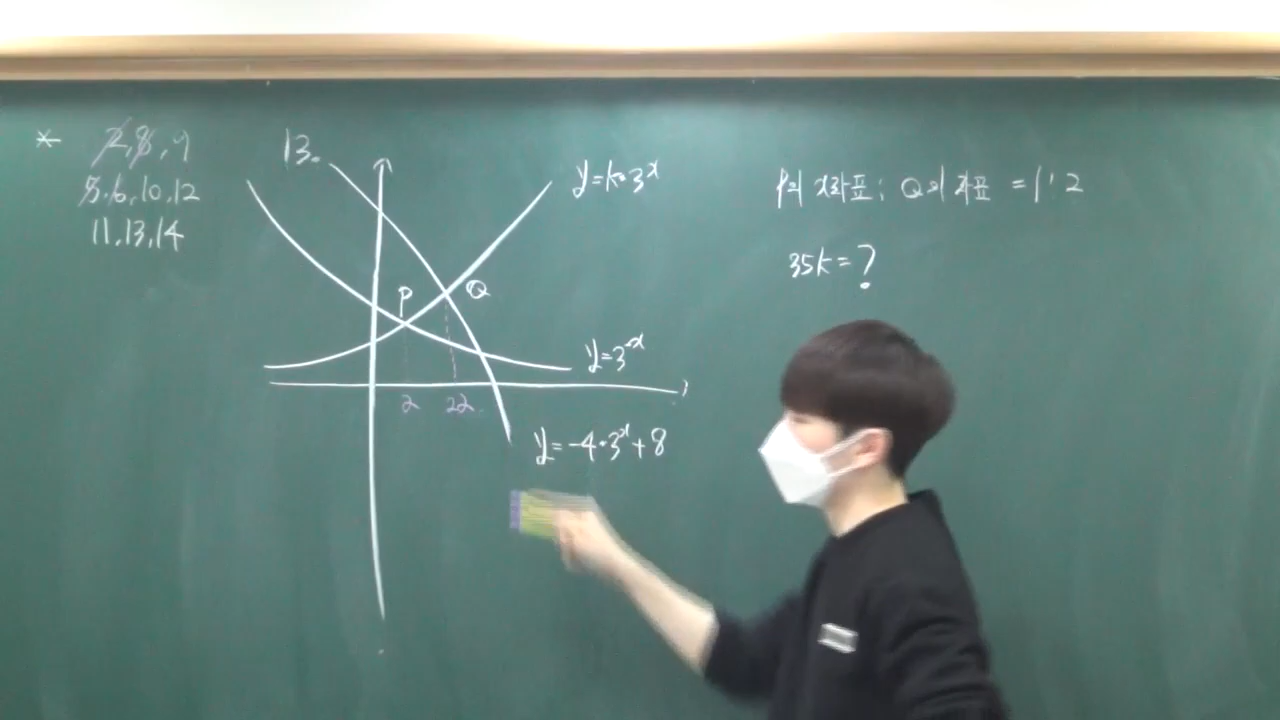 * 2, 8, 9
5, 6, 10, 12
11, 13, 14
13.
y=k·3^x
P
Q
y=3^-x
2
22
y=-4·3^x+8
P의 x좌표 : Q의 x좌표 = 1:2
35k=?